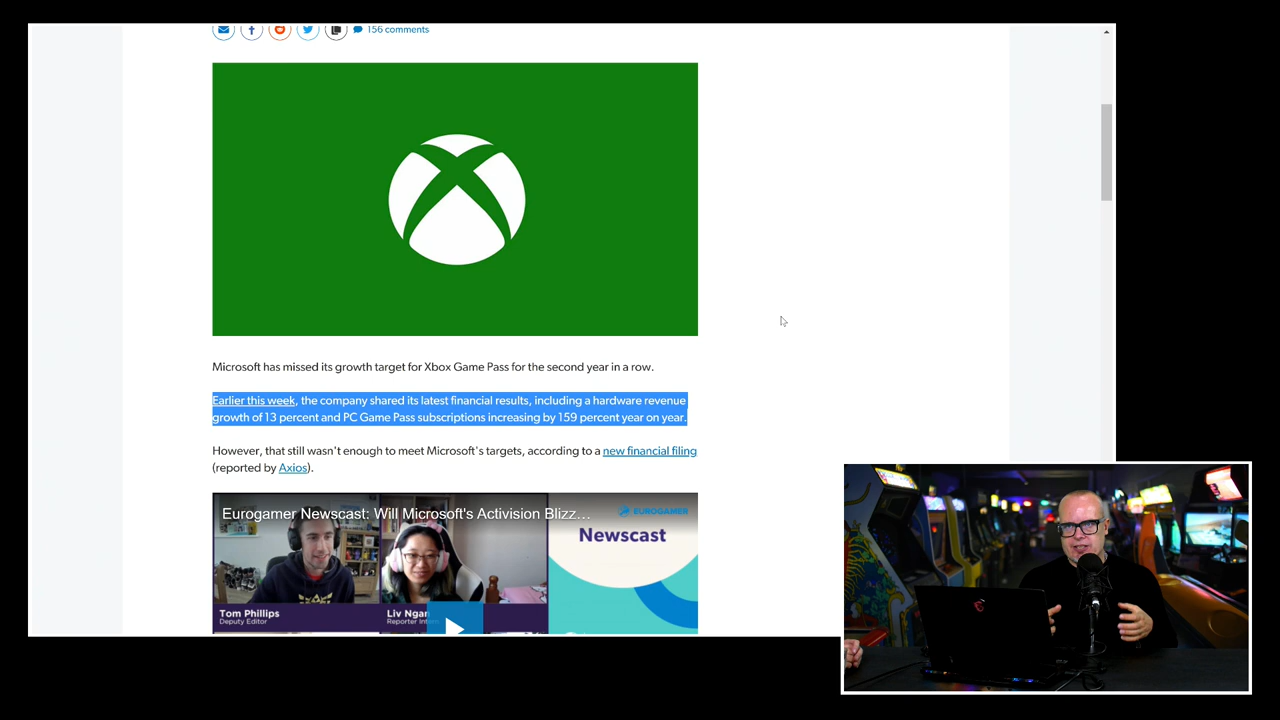 156 comments
Microsoft has missed its growth target for Xbox Game Pass for the second year in a row.
Earlier this week, the company shared its latest financial results, including a hardware revenue
growth of 13 percent and PC Game Pass subscriptions increasing by 159 percent year on year.
However, that still wasn't enough to meet Microsoft's targets, according to a new financial filing
(reported by Axios).
Eurogamer Newscast: Will Microsoft's Activision Blizz...
EUROGAMER
Newscast
Tom Phillips
Deputy Editor
Liv Ngan
Reporter